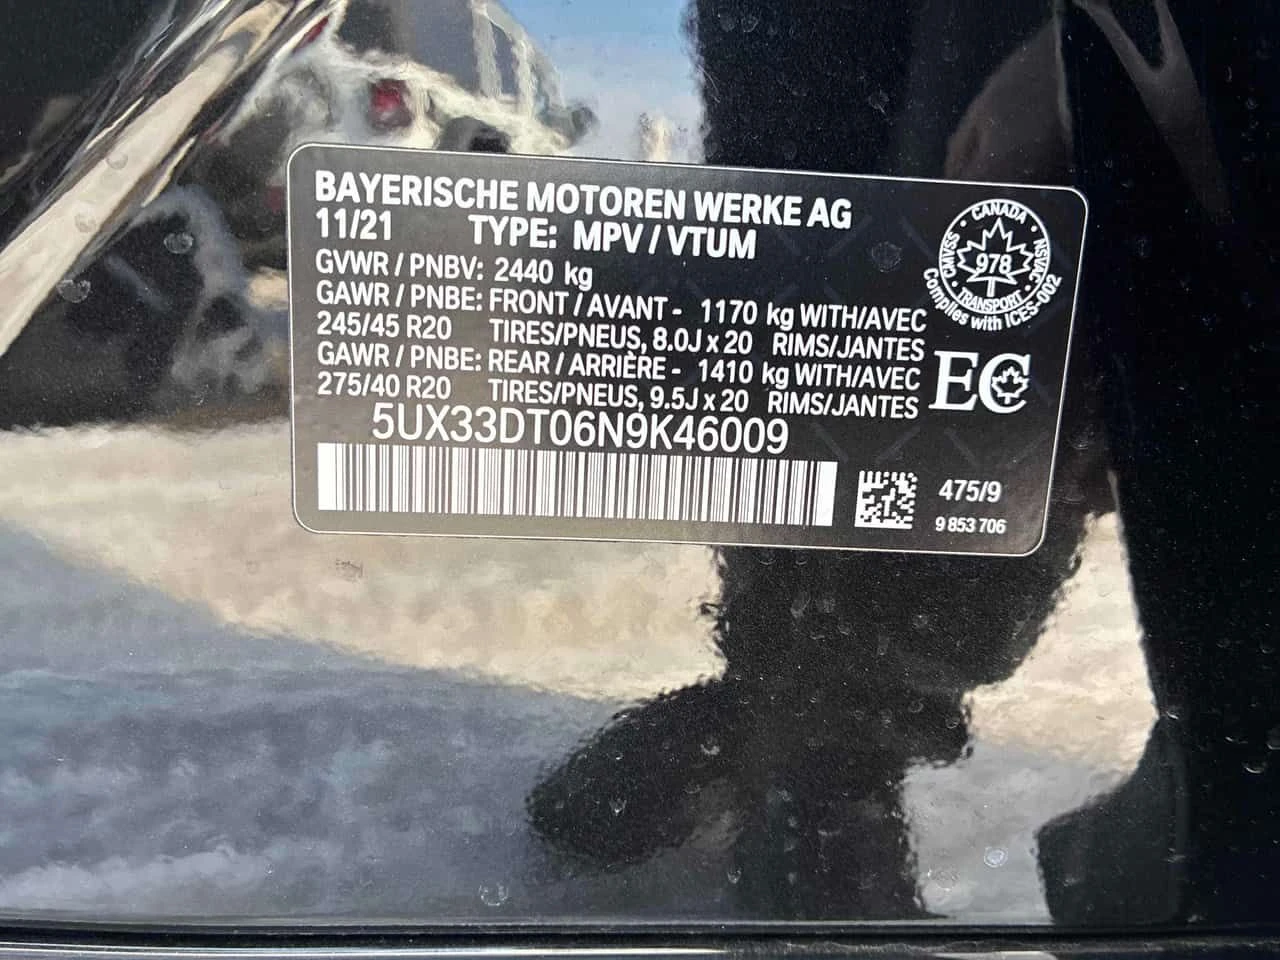 BAYERISCHE MOTOREN WERKE AG
11/21 TYPE: MPV / VTUM
GVWR / PNBV: 2440 kg
GAWR / PNBE: FRONT / AVANT - 1170 kg WITH/AVEC
245/45 R20 TIRES/PNEUS, 8.0J x 20 RIMS/JANTES
GAWR / PNBE: REAR / ARRIÈRE - 1410 kg WITH/AVEC
275/40 R20 TIRES/PNEUS, 9.5J x 20 RIMS/JANTES
5UX33DT06N9K46009
CANADA
CMVSS
978
NSVAC
TRANSPORT
Complies with ICES-002
EC
475/9
9 853 706